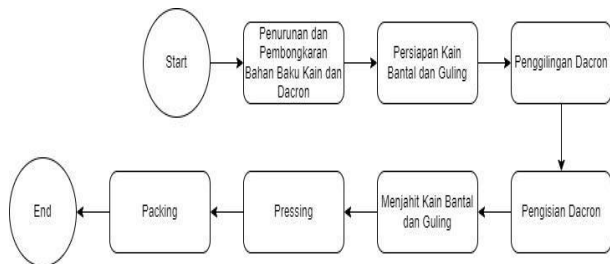 Start
Penurunan dan
Pembongkaran
Bahan Baku Kain dan
Dacron
Persiapan Kain
Bantal dan Guling
Penggilingan Dacron
Pengisian Dacron
Menjahit Kain Bantal
dan Guling
Pressing
Packing
End